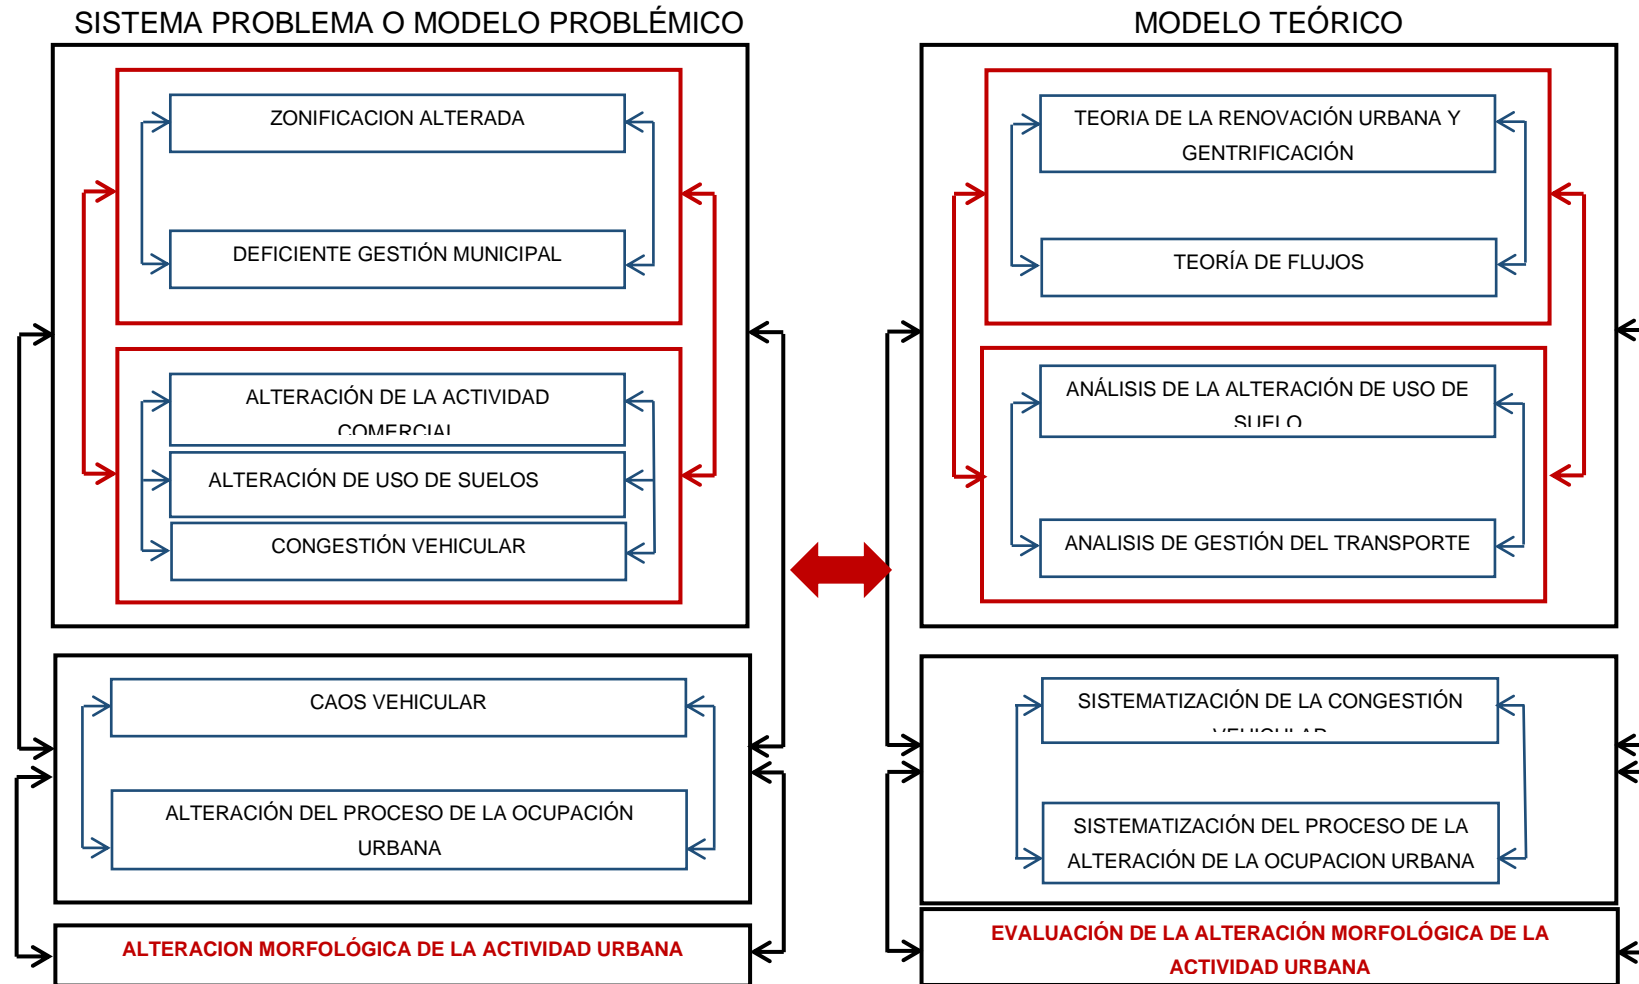 SISTEMA PROBLEMA O MODELO PROBLÉMICO
ZONIFICACION ALTERADA
DEFICIENTE GESTIÓN MUNICIPAL
ALTERACIÓN DE LA ACTIVIDAD
COMERCIAL
ALTERACIÓN DE USO DE SUELOS
CONGESTIÓN VEHICULAR
CAOS VEHICULAR
ALTERACIÓN DEL PROCESO DE LA OCUPACIÓN
URBANA
ALTERACION MORFOLÓGICA DE LA ACTIVIDAD URBANA
MODELO TEÓRICO
TEORIA DE LA RENOVACIÓN URBANA Y
GENTRIFICACIÓN
TEORÍA DE FLUJOS
ANÁLISIS DE LA ALTERACIÓN DE USO DE
SUELO
ANALISIS DE GESTIÓN DEL TRANSPORTE
SISTEMATIZACIÓN DE LA CONGESTIÓN
VEHICULAR
SISTEMATIZACIÓN DEL PROCESO DE LA
ALTERACIÓN DE LA OCUPACION URBANA
EVALUACIÓN DE LA ALTERACIÓN MORFOLÓGICA DE LA
ACTIVIDAD URBANA